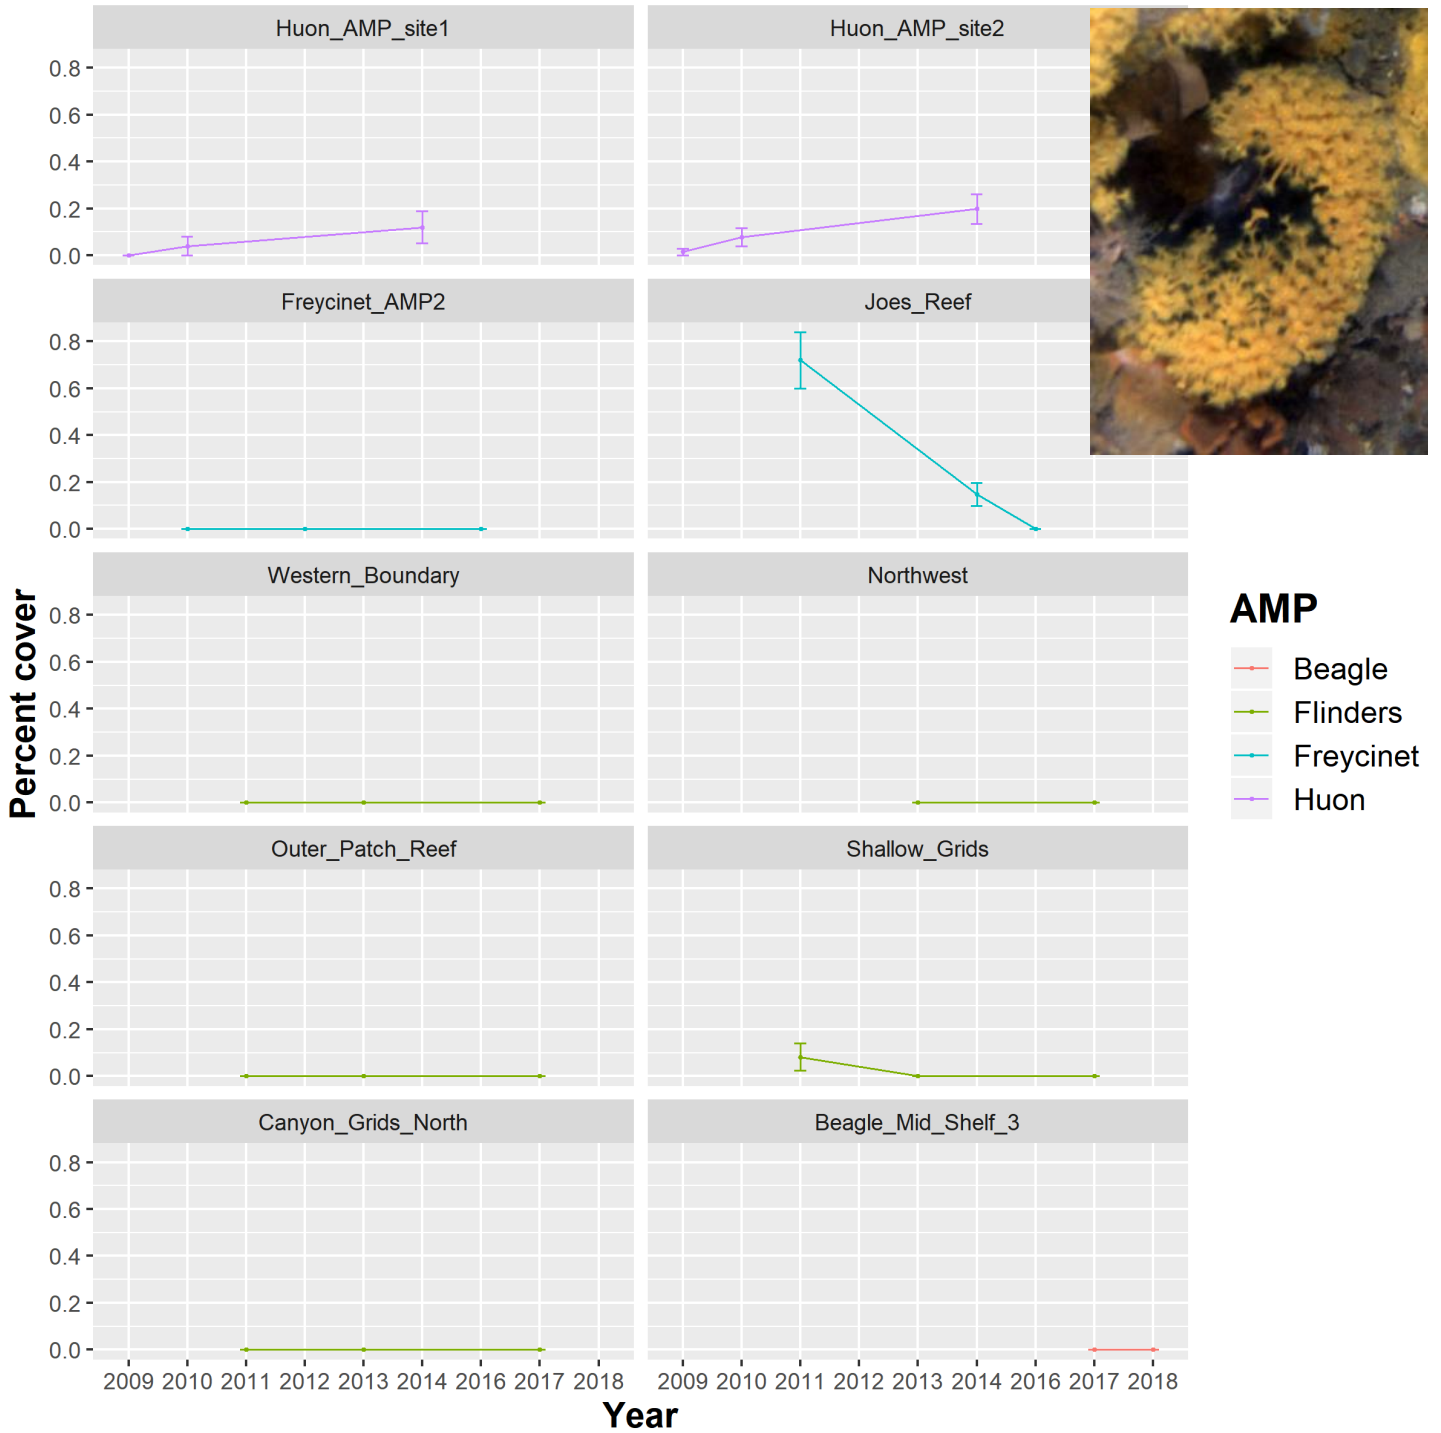 Huon_AMP_site1
Huon_AMP_site2
0.8
0.6
0.4
0.2
0.0
Freycinet_AMP2
Joes_Reef
0.8
0.6
0.4
0.2
0.0
Western_Boundary
Northwest
0.8
0.6
0.4
0.2
0.0
Outer_Patch_Reef
Shallow_Grids
0.8
0.6
0.4
0.2
0.0
Canyon_Grids_North
Beagle_Mid_Shelf_3
0.8
0.6
0.4
0.2
0.0
2009 2010 2011 2012 2013 2014 2016 2017 2018
2009 2010 2011 2012 2013 2014 2016 2017 2018
Year
Percent cover
AMP
Beagle
Flinders
Freycinet
Huon